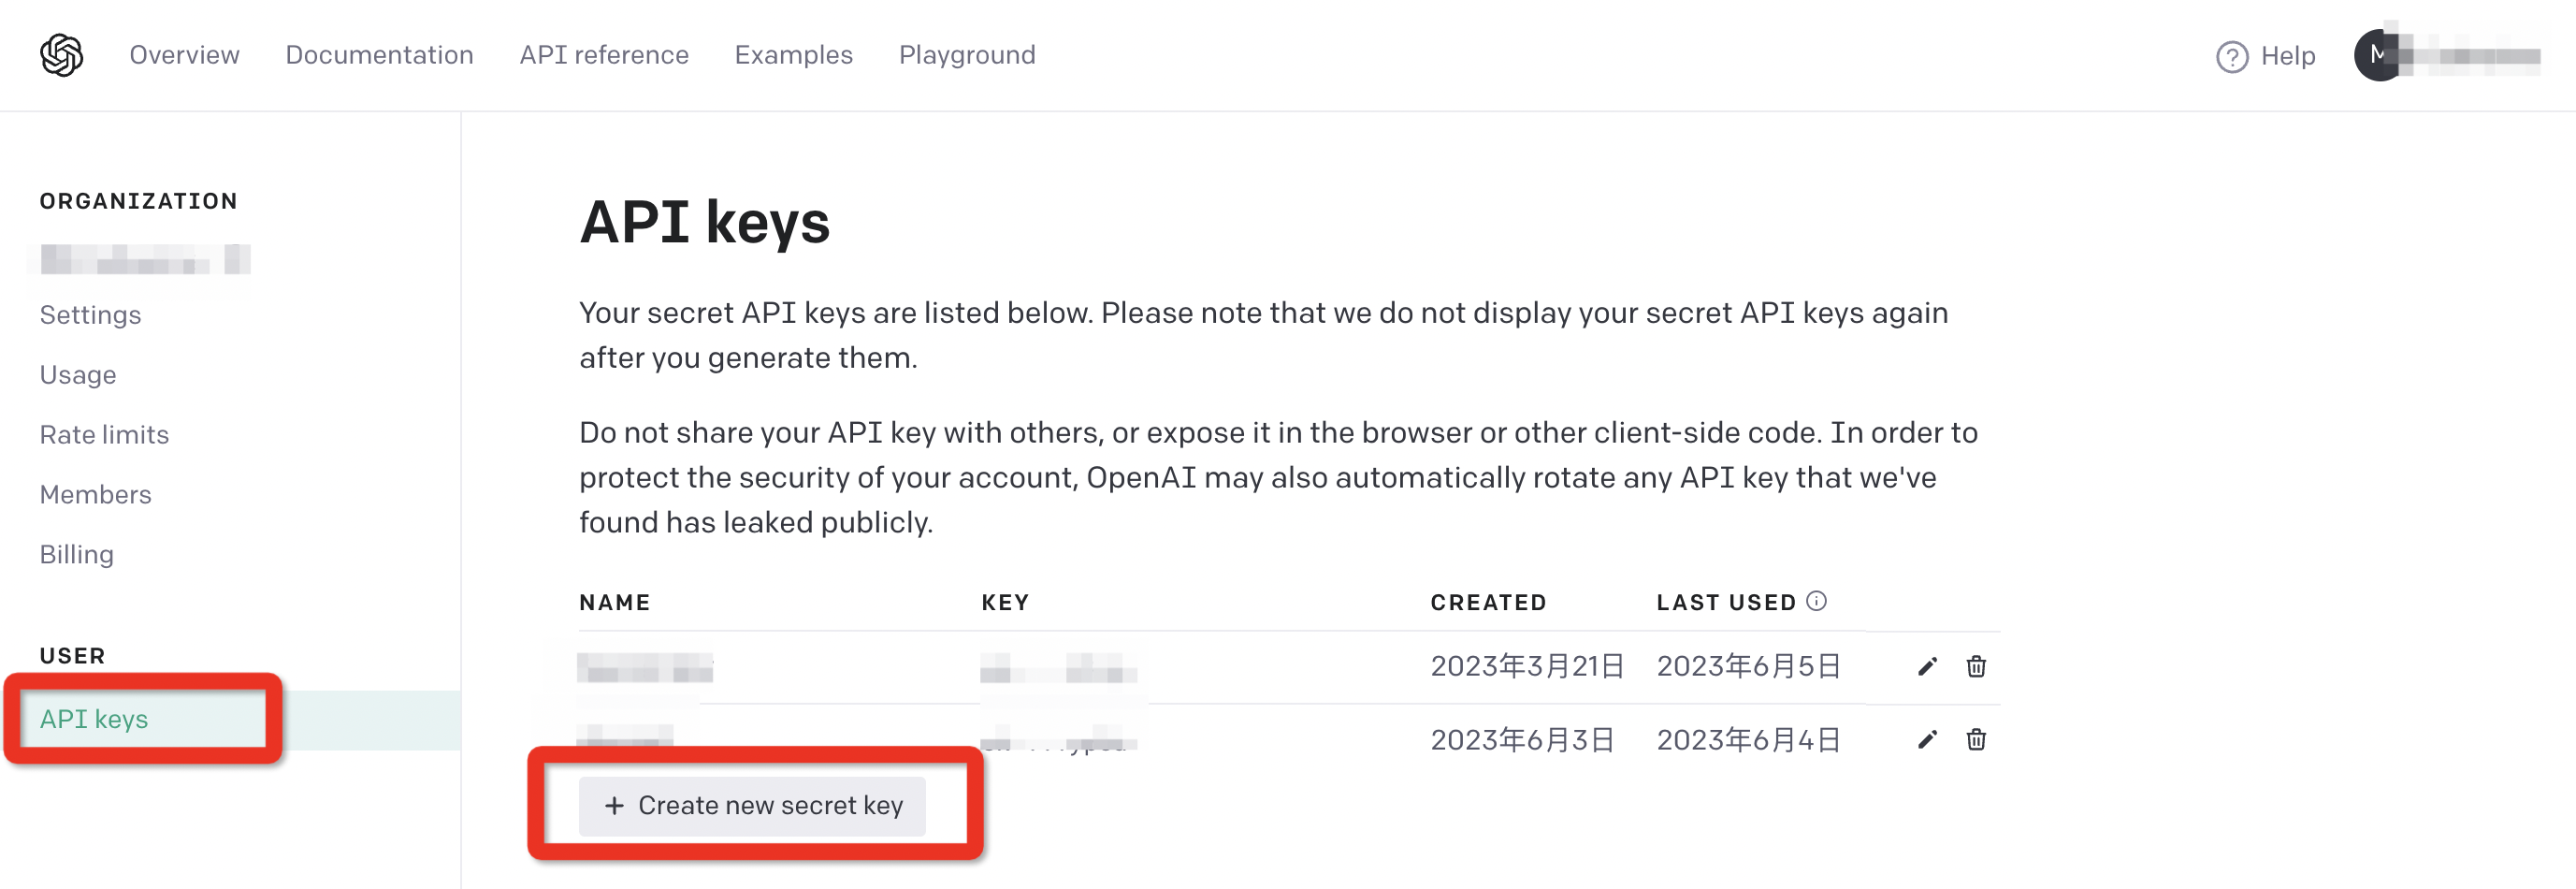 Overview Documentation API reference Examples Playground Help M
ORGANIZATION
Settings
Usage
Rate limits
Members
Billing
USER
API keys
API keys
Your secret API keys are listed below. Please note that we do not display your secret API keys again
after you generate them.
Do not share your API key with others, or expose it in the browser or other client-side code. In order to
protect the security of your account, OpenAI may also automatically rotate any API key that we've
found has leaked publicly.
NAME KEY CREATED LAST USED
2023年3月21日 2023年6月5日
2023年6月3日 2023年6月4日
+ Create new secret key